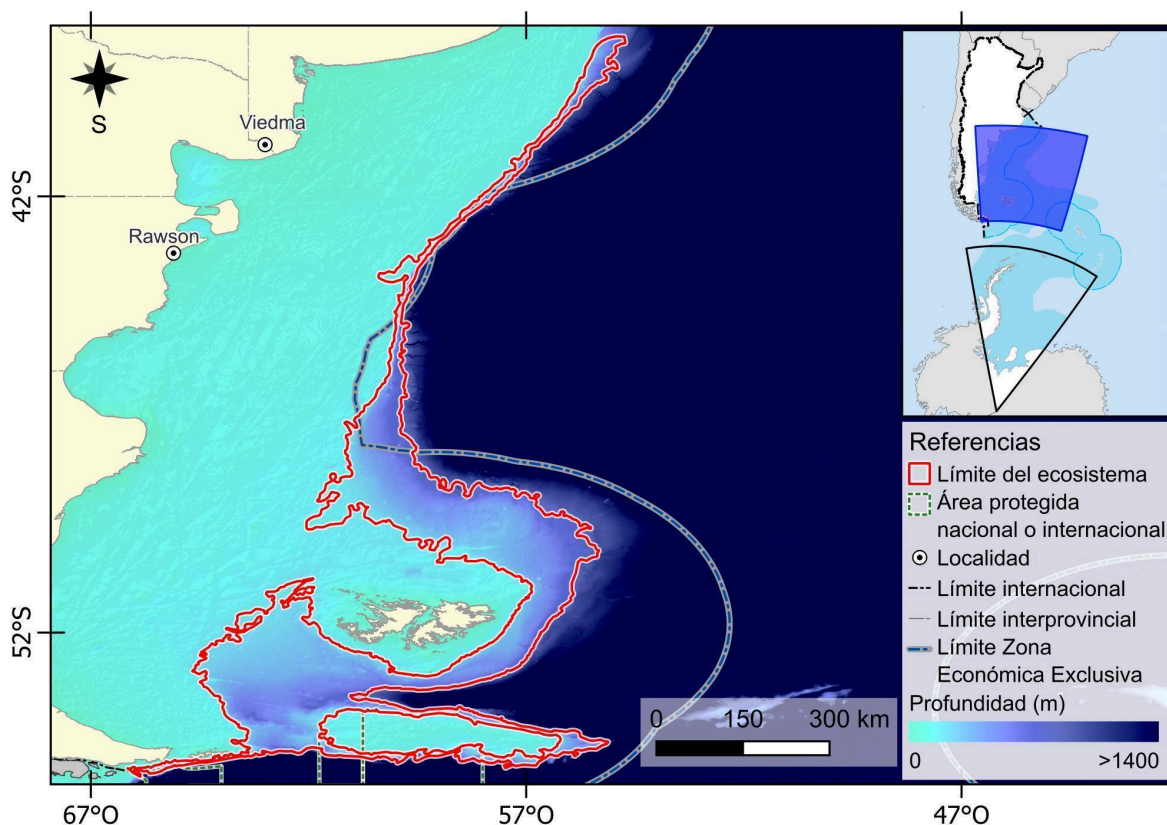 67°O
57°O
47°O
S
Viedma
42°S
Rawson
52°S
Referencias
Límite del ecosistema
Área protegida
nacional o internacional
Localidad
Límite internacional
Límite interprovincial
Límite Zona
Económica Exclusiva
Profundidad (m)
0
>1400
0
150
300 km